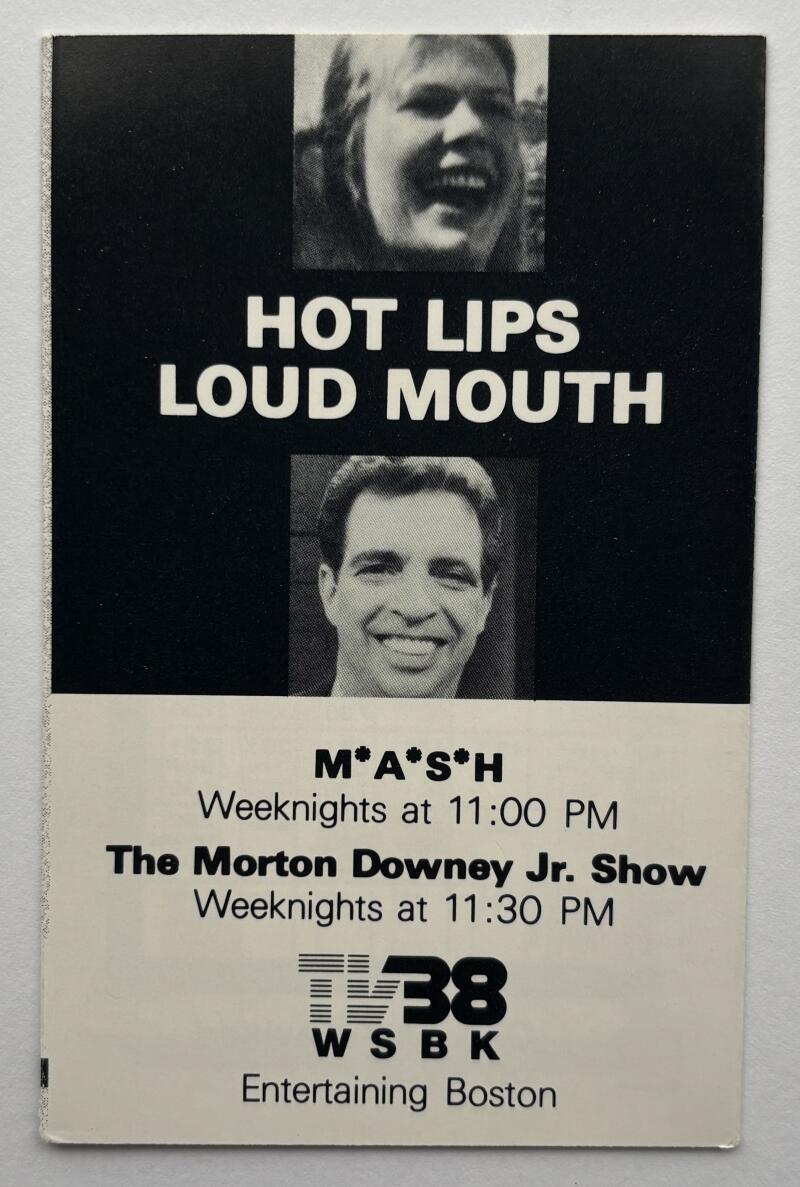 HOT LIPS
LOUD MOUTH
M*A*S*H
Weeknights at 11:00 PM
The Morton Downey Jr. Show
Weeknights at 11:30 PM
TV38
WSBK
Entertaining Boston